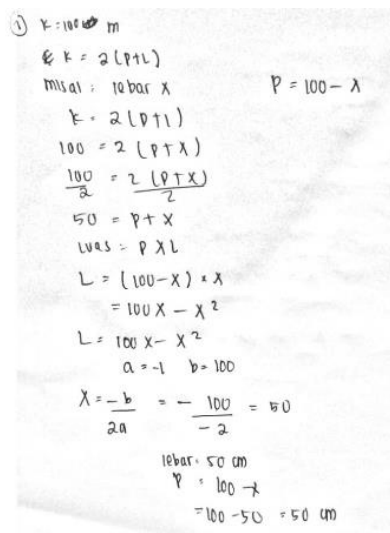 ① K = 100 m
K = 2 (P+L)
misal : lebar x P = 100 - x
K = 2 (P+l)
100 = 2 (P+x)
100/2 = 2 (P+x)/2
50 = P+x
Luas = P x L
L = (100-x) × x
= 100x - x²
L = 100x - x²
a = -1 b = 100
x = -b/2a = - 100/-2 = 50
lebar = 50 cm
P = 100 - x
= 100 - 50 = 50 cm